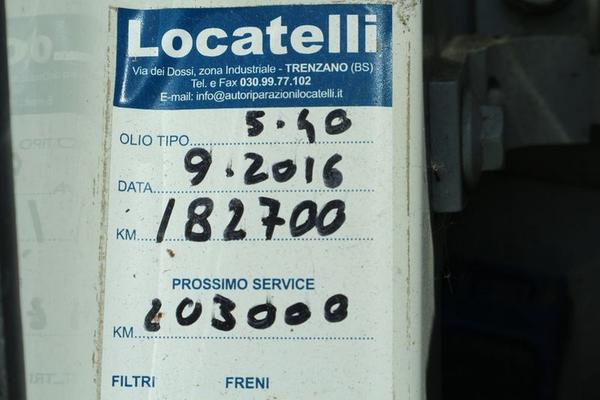 Locatelli
Via dei Dossi, zona Industriale - TRENZANO (BS)
Tel. e Fax 030.99.77.102
E-mail: info@autoriparazionilocatelli.it
OLIO TIPO 5.40
DATA 9.2016
KM. 182700
PROSSIMO SERVICE
KM. 203000
FILTRI FRENI